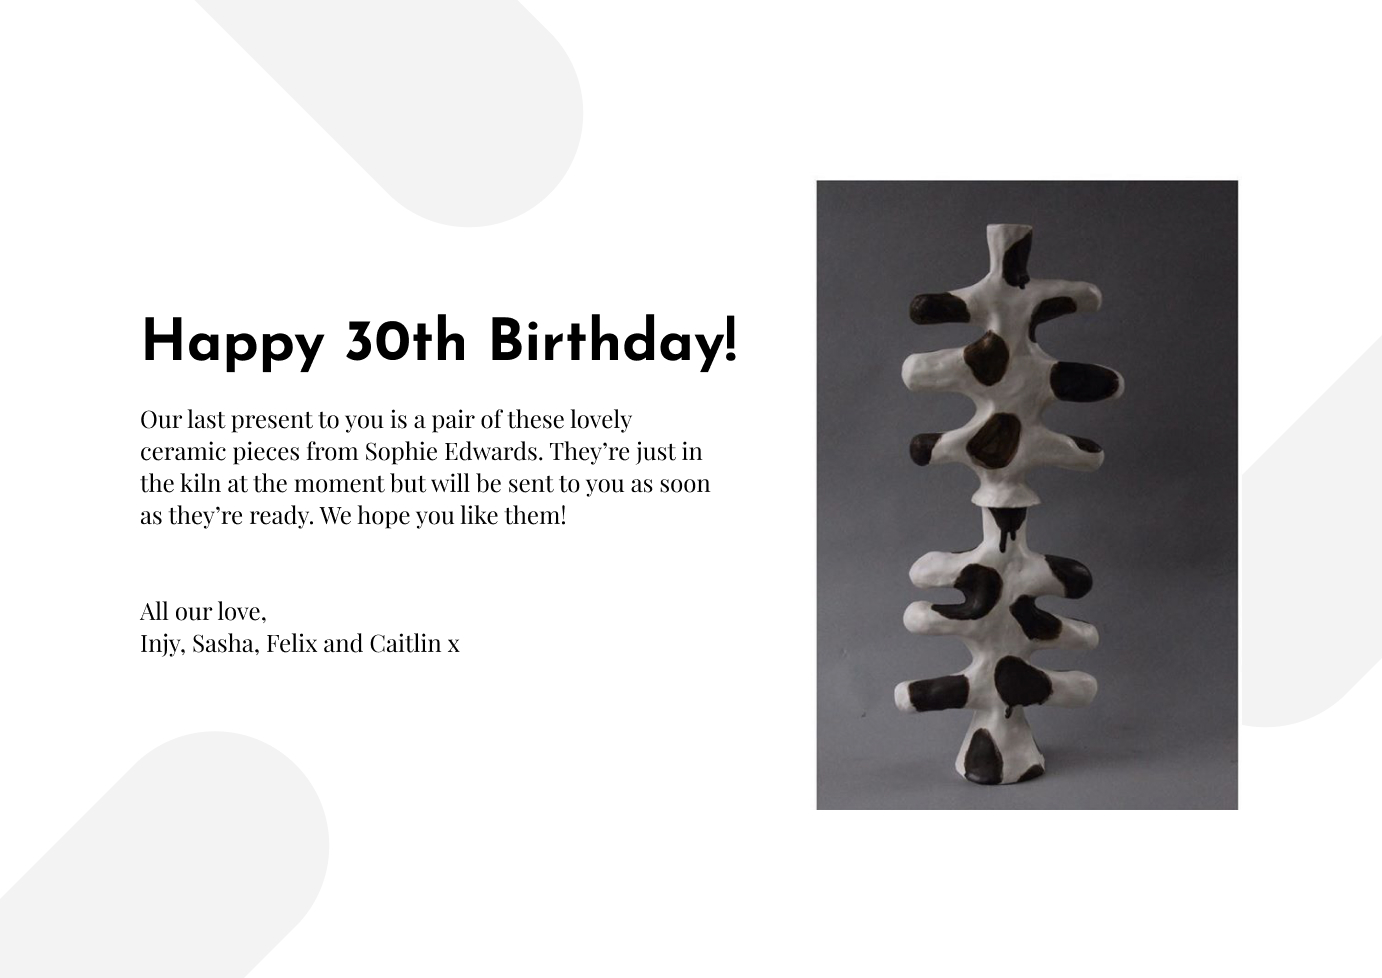 Happy 30th Birthday!
Our last present to you is a pair of these lovely
ceramic pieces from Sophie Edwards. They’re just in
the kiln at the moment but will be sent to you as soon
as they’re ready. We hope you like them!
All our love,
Injy, Sasha, Felix and Caitlin x